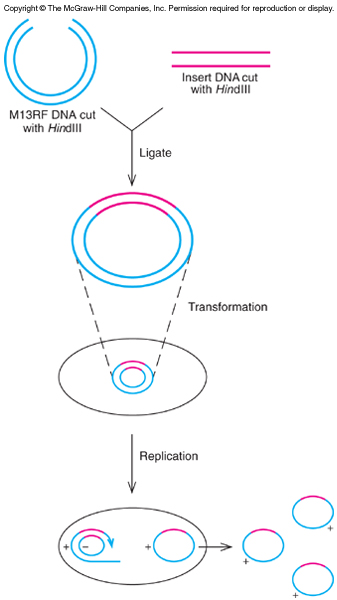 Copyright © The McGraw-Hill Companies, Inc. Permission required for reproduction or display.
M13RF DNA cut
with HindIII
Insert DNA cut
with HindIII
Ligate
Transformation
Replication
+
−
+
+
+
+